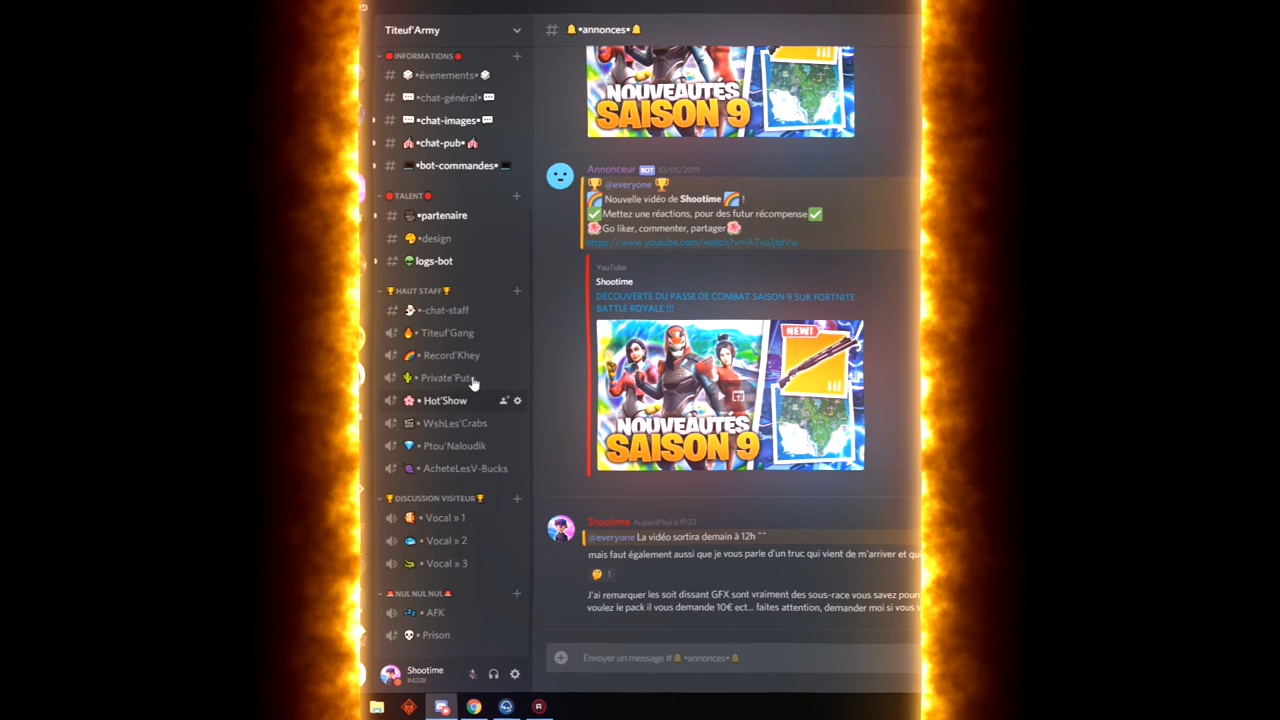 Titeuf'Army
INFORMATIONS
•évenements•
•chat-général•
•chat-images•
•chat-pub•
•bot-commandes•
TALENT
•partenaire
•design
logs-bot
HAUT STAFF
•-chat-staff
• Titeuf'Gang
• Record'Khey
• Private'Pute
• Hot'Show
• WshLes'Crabs
• Ptou'Naloudik
• AcheteLesV-Bucks
DISCUSSION VISITEUR
• Vocal » 1
• Vocal » 2
• Vocal » 3
NUL NUL NUL
• AFK
• Prison
Shootime
#4228
# •annonces•
NOUVEAUTÉS
SAISON 9
Annonceur BOT 10/05/2019
@everyone
Nouvelle vidéo de Shootime !
Mettez une réactions, pour des futur récompense
Go liker, commenter, partager
YouTube
Shootime
DÉCOUVERTE DU PASSE DE COMBAT SAISON 9 SUR FORTNITE
BATTLE ROYALE !!!
NEW!
NOUVEAUTÉS
SAISON 9
Shootime Aujourd'hui à 19:23
@everyone La vidéo sortira demain à 12h ^^
mais faut également aussi que je vous parle d'un truc qui vient de m'arriver et
1
J'ai remarquer les soit dissant GFX sont vraiment des sous-race vous savez
voulez le pack il vous demande 10€ ect... faites attention, demander moi si vous
Envoyer un message # •annonces•